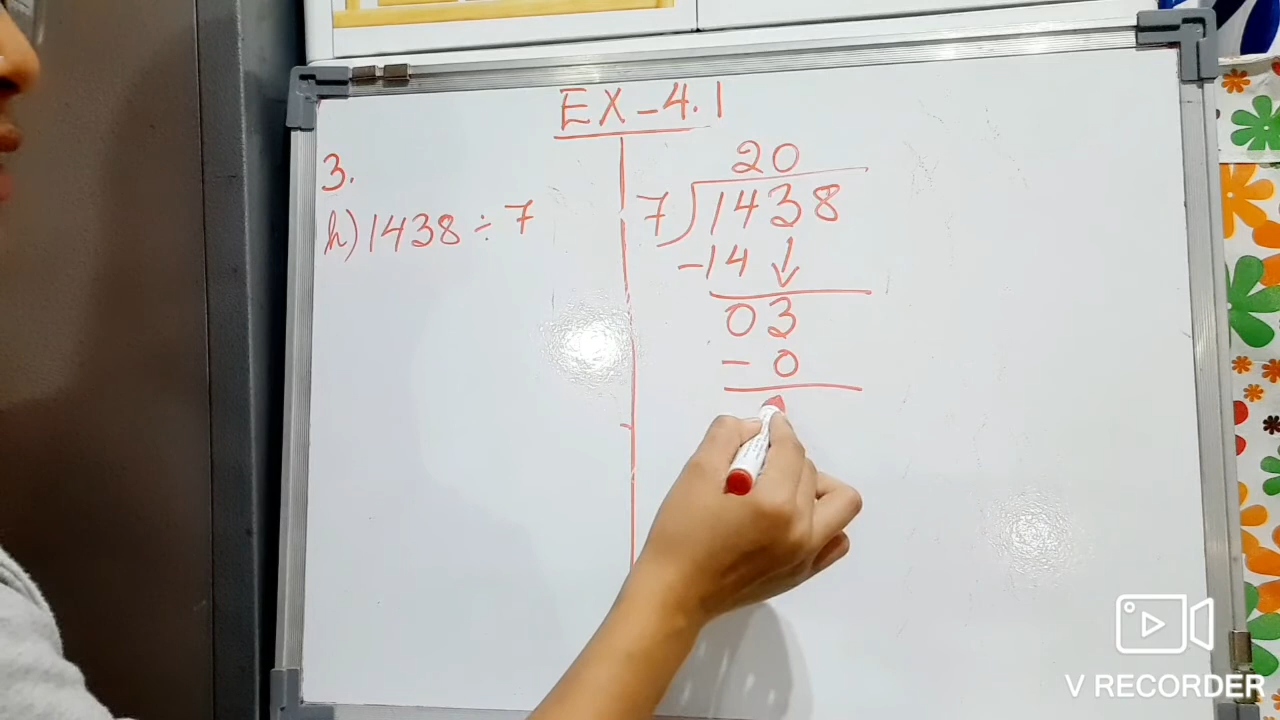 EX-4.1
3.
h) 1438 ÷ 7
20
7)1438
-14 ↓
03
- 0
V RECORDER